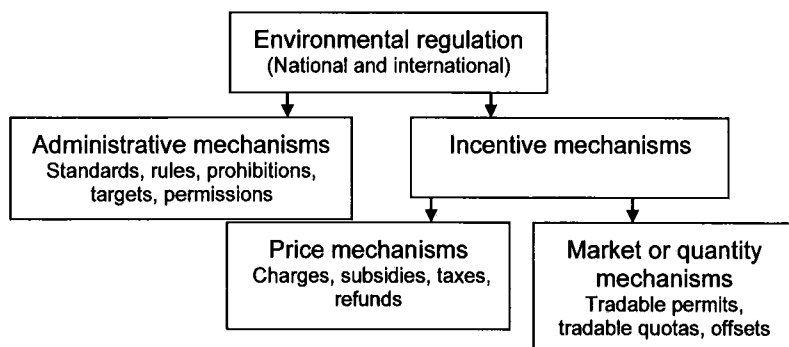 Environmental regulation
(National and international)
Administrative mechanisms
Standards, rules, prohibitions,
targets, permissions
Incentive mechanisms
Price mechanisms
Charges, subsidies, taxes,
refunds
Market or quantity
mechanisms
Tradable permits,
tradable quotas, offsets